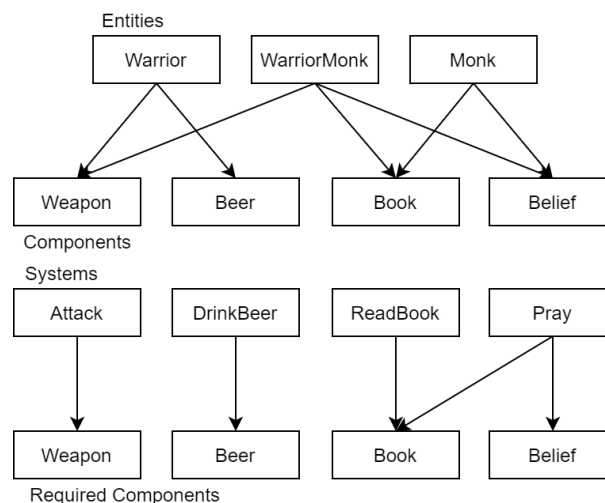 Entities
Warrior
WarriorMonk
Monk
Weapon
Beer
Book
Belief
Components
Systems
Attack
DrinkBeer
ReadBook
Pray
Weapon
Beer
Book
Belief
Required Components